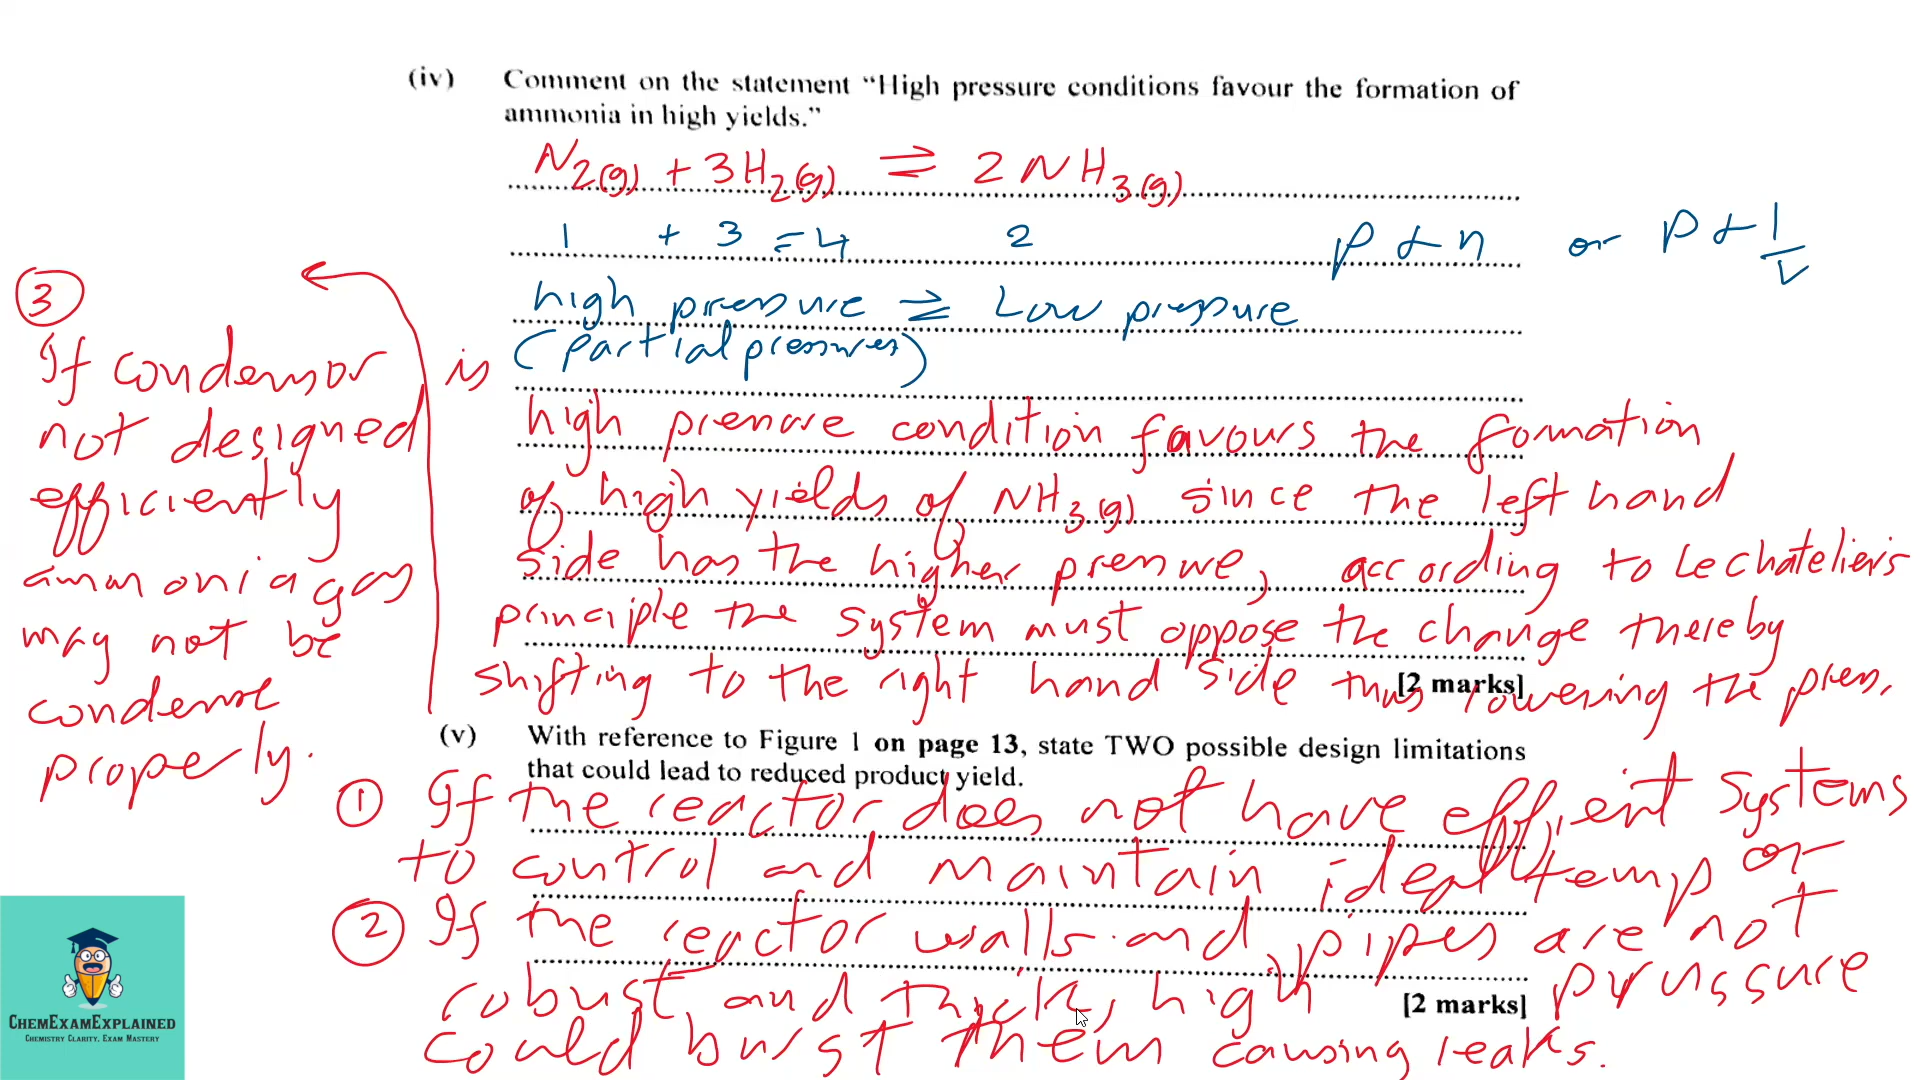 (iv) Comment on the statement “High pressure conditions favour the formation of
ammonia in high yields.”
N2(g) + 3H2(g) ⇌ 2NH3(g)
1 + 3 = 4 2 P α n or P α 1/V
high pressure ⇌ Low pressure
(partial pressures)
high pressure condition favours the formation
of high yields of NH3(g) since the left hand
side has the higher pressure, according to Lechatelier's
principle the system must oppose the change thereby
shifting to the right hand side thus lowering the press.
[2 marks]
(v) With reference to Figure 1 on page 13, state TWO possible design limitations
that could lead to reduced product yield.
① If the reactor does not have efficient systems
to control and maintain ideal temp or
pressure
② If the reactor walls and pipes are not
robust and thick, high
[2 marks]
could burst them causing leaks.
③
If condensor is
not designed
efficiently
ammonia gas
may not be
condense
properly.
CHEMEXAMEXPLAINED
CHEMISTRY CLARITY, EXAM MASTERY